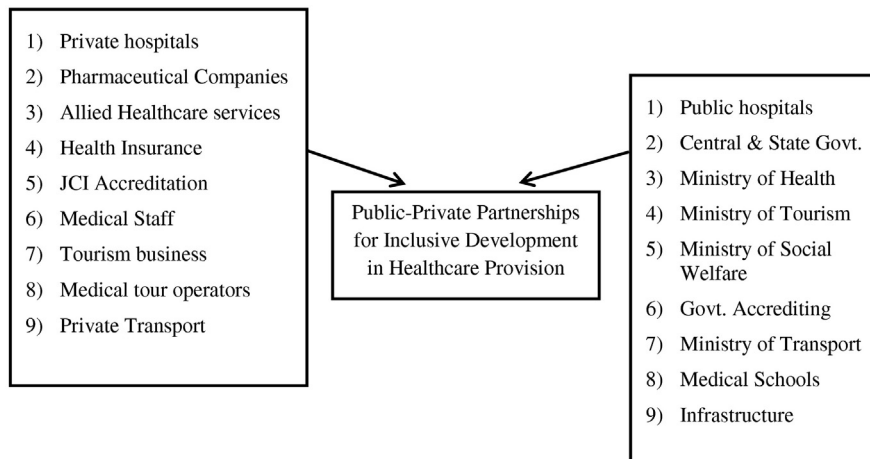 1) Private hospitals
2) Pharmaceutical Companies
3) Allied Healthcare services
4) Health Insurance
5) JCI Accreditation
6) Medical Staff
7) Tourism business
8) Medical tour operators
9) Private Transport
Public-Private Partnerships
for Inclusive Development
in Healthcare Provision
1) Public hospitals
2) Central & State Govt.
3) Ministry of Health
4) Ministry of Tourism
5) Ministry of Social
Welfare
6) Govt. Accrediting
7) Ministry of Transport
8) Medical Schools
9) Infrastructure